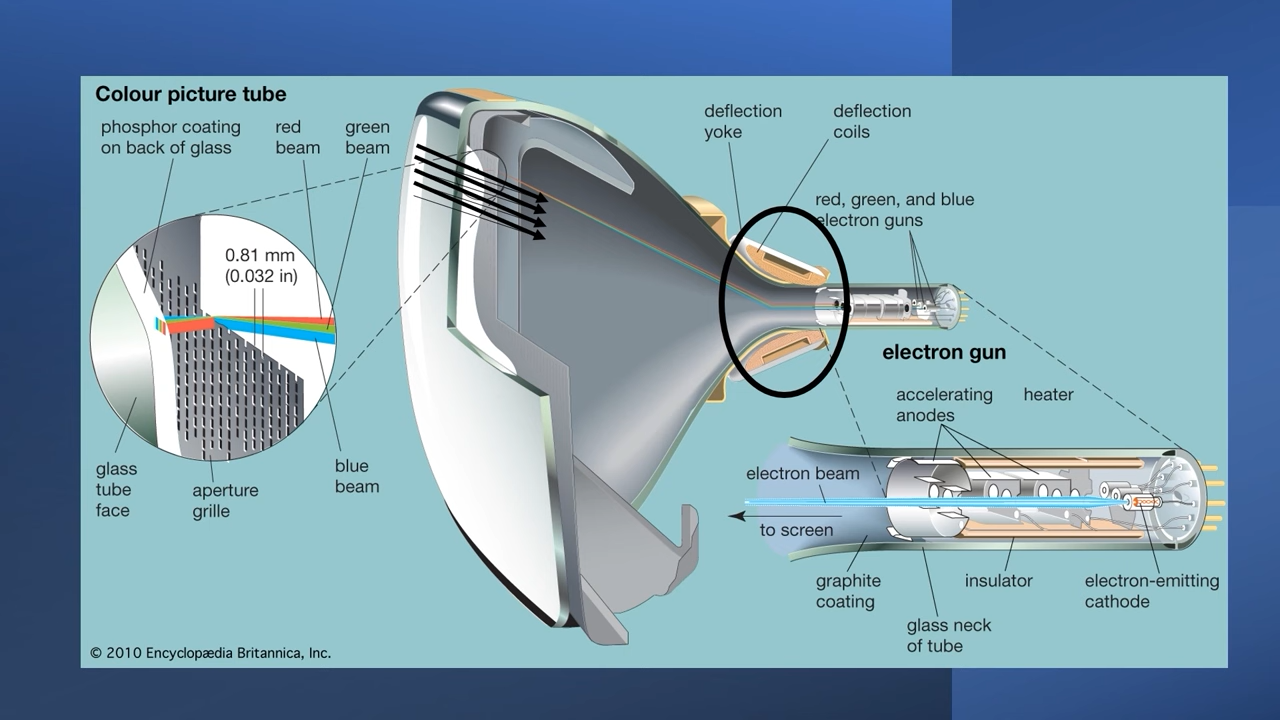 Colour picture tube
phosphor coating
on back of glass
red
beam
green
beam
0.81 mm
(0.032 in)
glass
tube
face
aperture
grille
blue
beam
deflection
yoke
deflection
coils
red, green, and blue
electron guns
electron gun
accelerating
anodes
heater
electron beam
to screen
graphite
coating
insulator
electron-emitting
cathode
glass neck
of tube
© 2010 Encyclopædia Britannica, Inc.